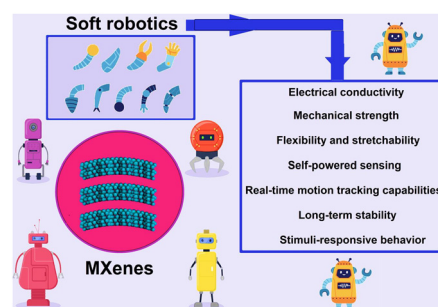 Soft robotics
Electrical conductivity
Mechanical strength
Flexibility and stretchability
Self-powered sensing
Real-time motion tracking capabilities
Long-term stability
Stimuli-responsive behavior
MXenes